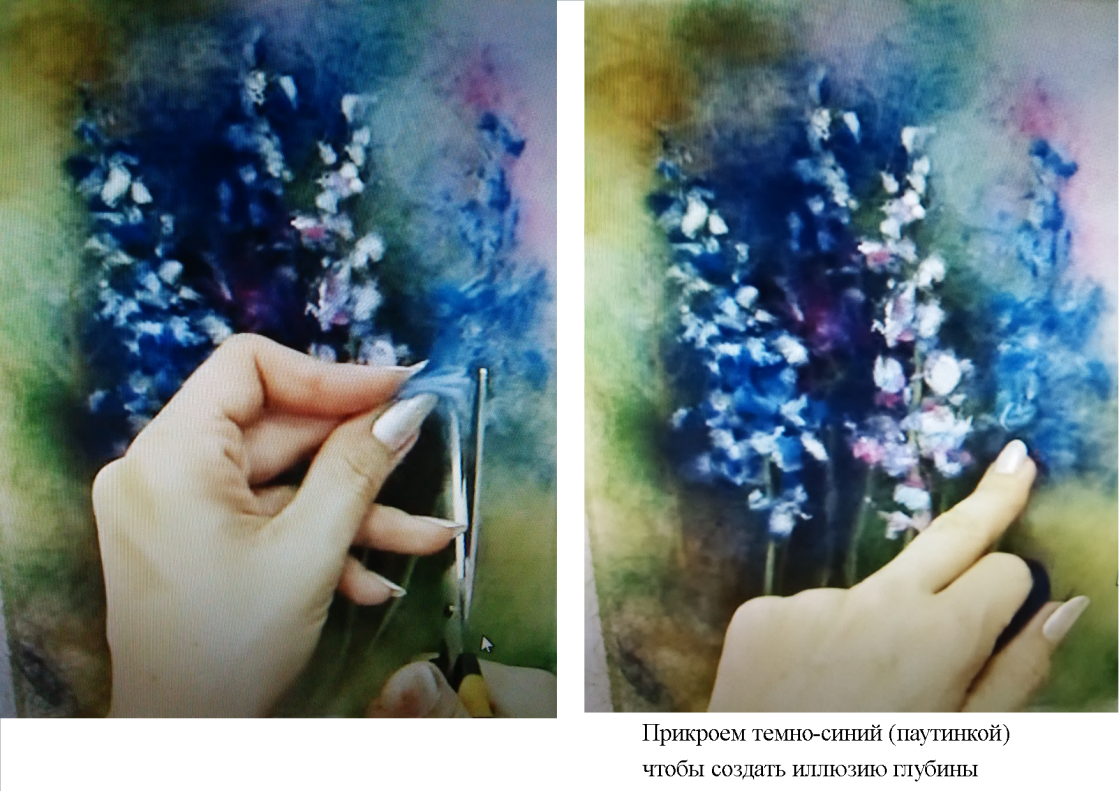 Прикроем темно-синий (паутинкой)
чтобы создать иллюзию глубины